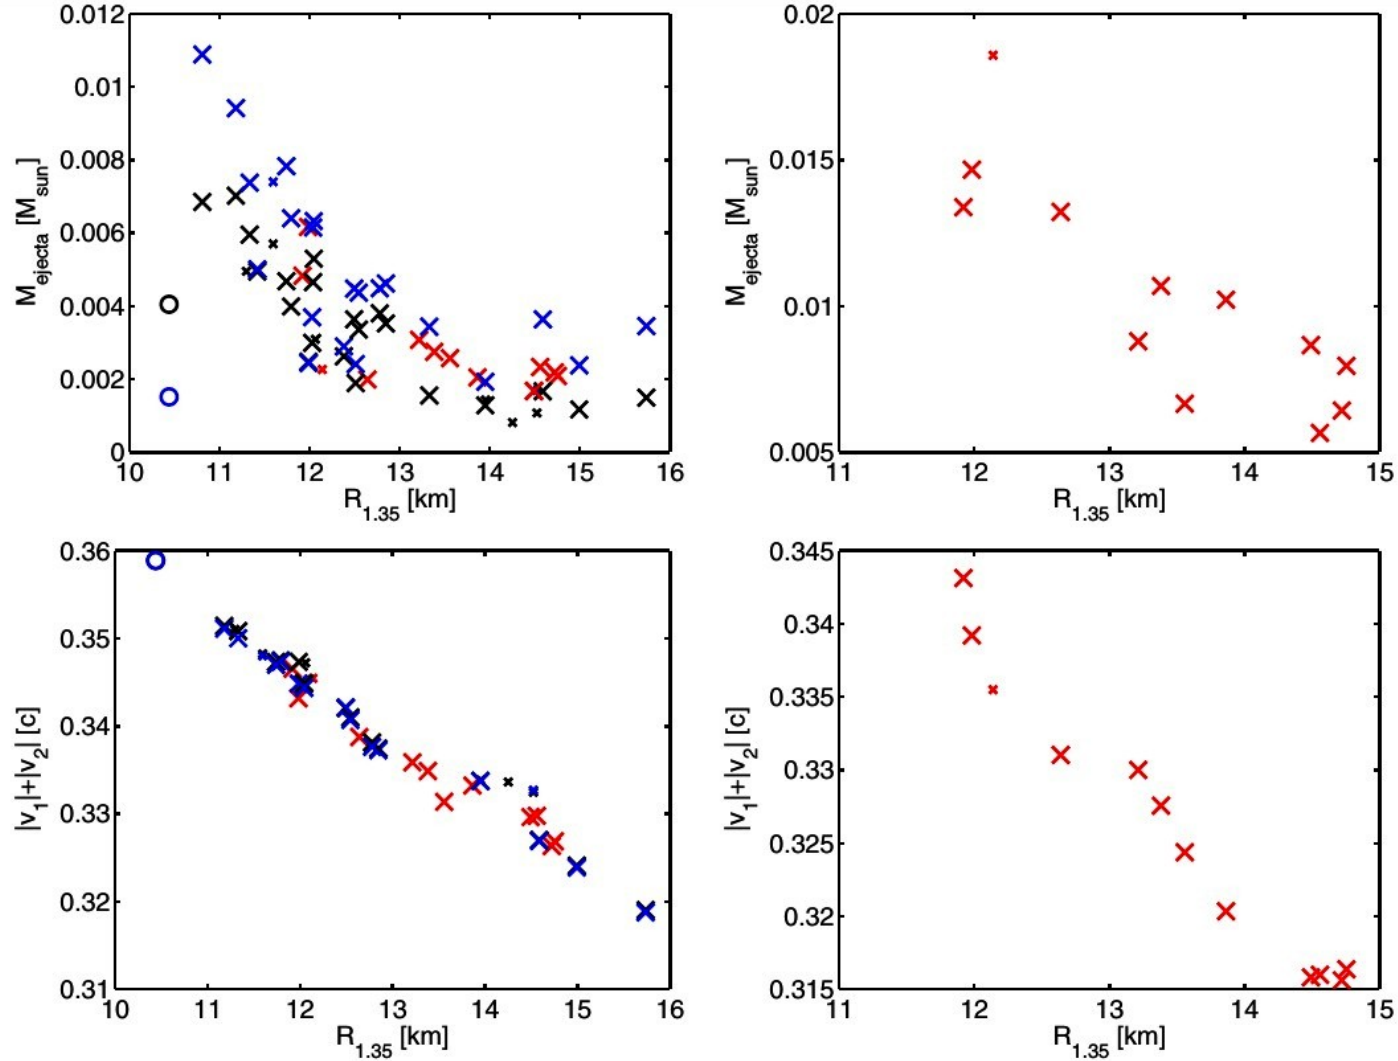 0.012
0.01
0.008
0.006
0.004
0.002
0
M_ejecta [M_sun]
10 11 12 13 14 15 16
R_1.35 [km]
0.02
0.015
0.01
0.005
M_ejecta [M_sun]
11 12 13 14 15
R_1.35 [km]
0.36
0.35
0.34
0.33
0.32
0.31
|v_1|+|v_2| [c]
10 11 12 13 14 15 16
R_1.35 [km]
0.345
0.34
0.335
0.33
0.325
0.32
0.315
|v_1|+|v_2| [c]
11 12 13 14 15
R_1.35 [km]